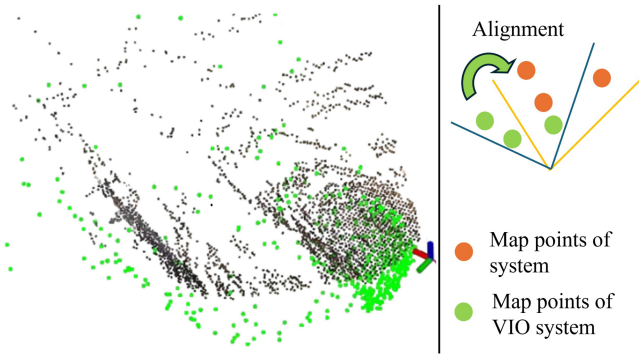 Alignment
Map points of
system
Map points of
VIO system